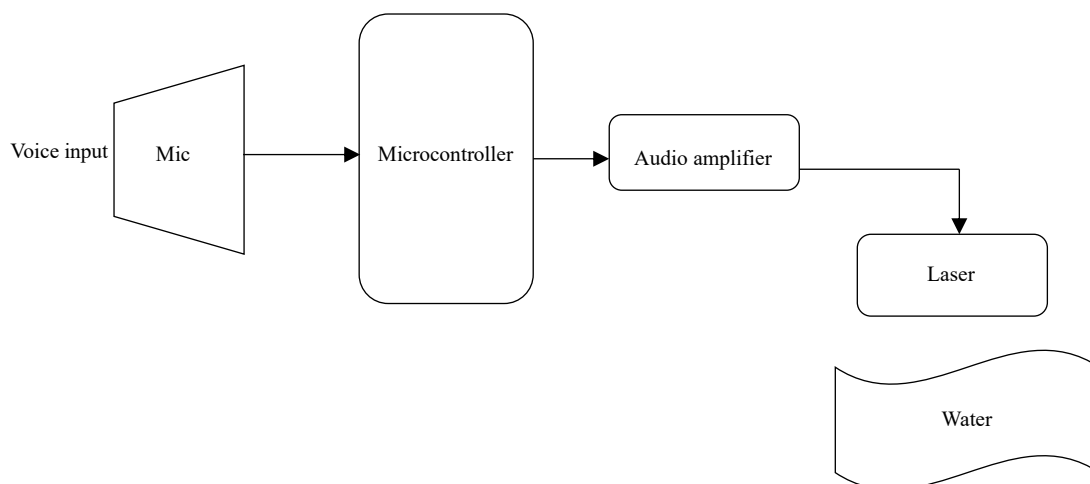 Voice input
Mic
Microcontroller
Audio amplifier
Laser
Water